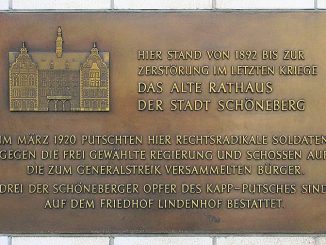 HIER STAND VON 1892 BIS ZUR
ZERSTÖRUNG IM LETZTEN KRIEGE
DAS ALTE RATHAUS
DER STADT SCHÖNEBERG
IM MÄRZ 1920 PUTSCHTEN HIER RECHTSRADIKALE SOLDATEN
GEGEN DIE FREI GEWÄHLTE REGIERUNG UND SCHOSSEN AUF
DIE ZUM GENERALSTREIK VERSAMMELTEN BÜRGER.
DREI DER SCHÖNEBERGER OPFER DES KAPP-PUTSCHES SIND
AUF DEM FRIEDHOF LINDENHOF BESTATTET.